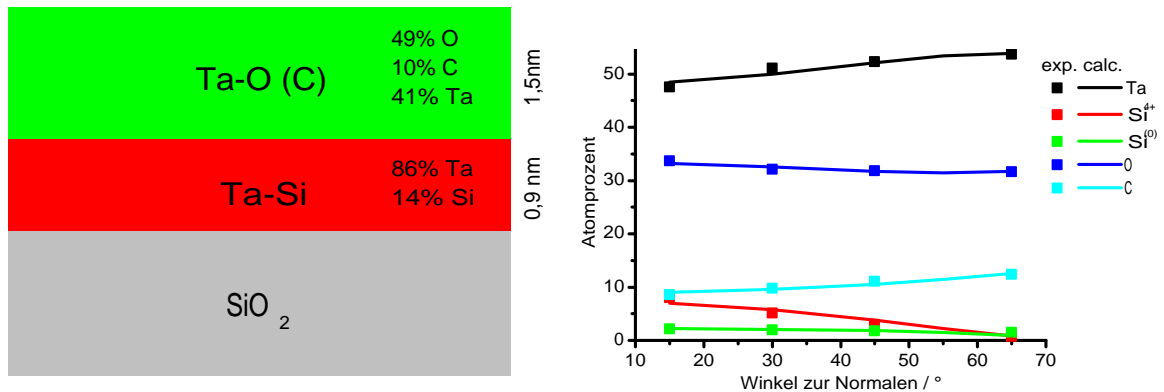 Ta-O (C)
49% O
10% C
41% Ta
1,5nm
Ta-Si
86% Ta
14% Si
0,9 nm
SiO 2
Atomprozent
50
40
30
20
10
0
10 20 30 40 50 60 70
Winkel zur Normalen / °
exp. calc.
Ta
Si4+
Si(0)
O
C